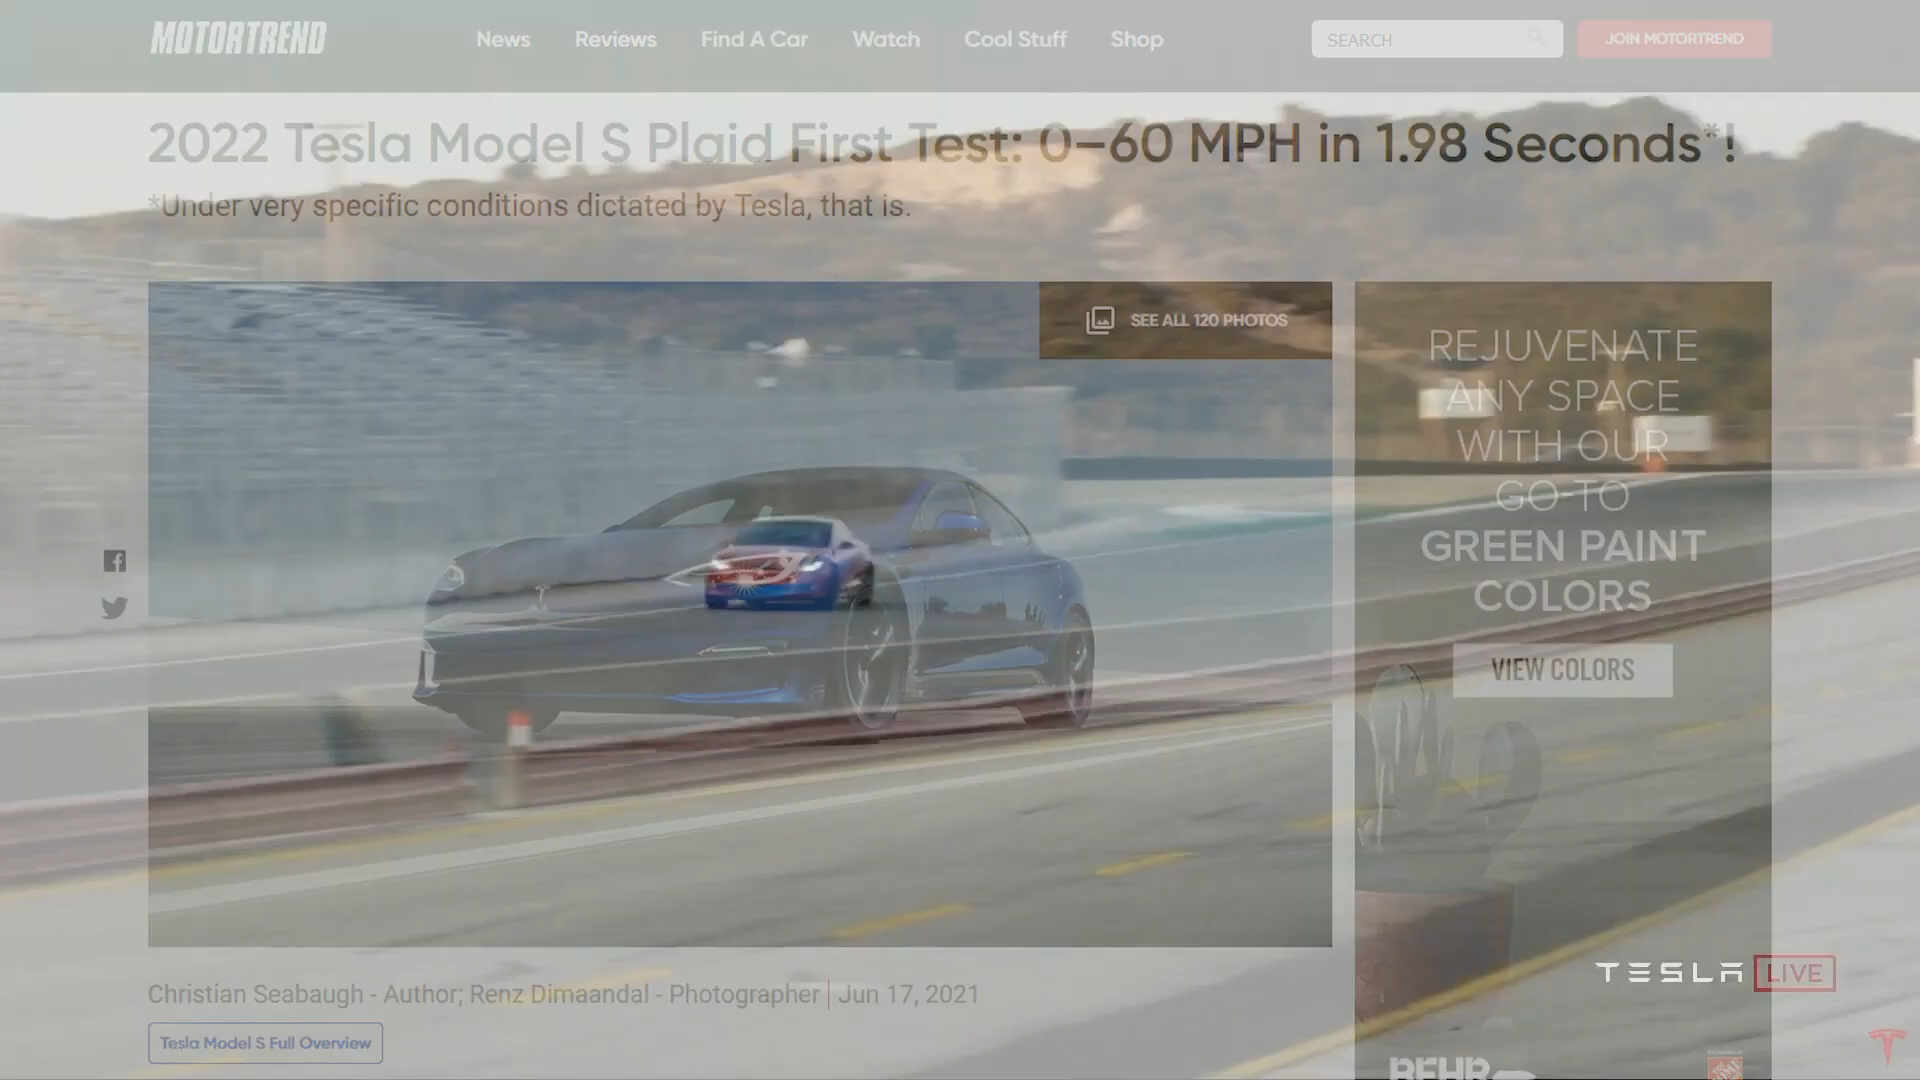 MOTORTREND
News Reviews Find A Car Watch Cool Stuff Shop
SEARCH
JOIN MOTORTREND
2022 Tesla Model S Plaid First Test: 0–60 MPH in 1.98 Seconds*!
*Under very specific conditions dictated by Tesla, that is.
SEE ALL 120 PHOTOS
REJUVENATE
ANY SPACE
WITH OUR
GO-TO
GREEN PAINT
COLORS
VIEW COLORS
TESLA LIVE
Christian Seabaugh - Author; Renz Dimaandal - Photographer | Jun 17, 2021
Tesla Model S Full Overview
BEHR